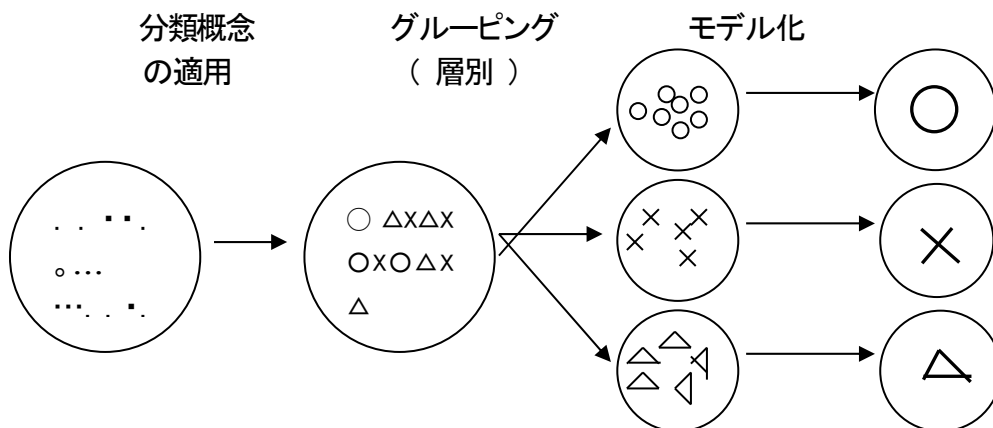 分類概念
の適用
グルーピング
（ 層別 ）
モデル化
. . ▪▪.
○ △X△X
○…
○X○△X
▪▪▪. . ▪.
△